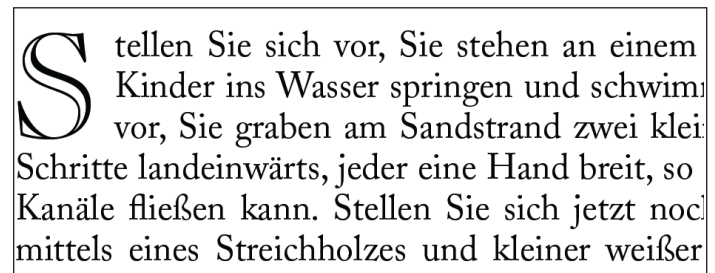 Stellen Sie sich vor, Sie stehen an einem
Kinder ins Wasser springen und
vor, Sie graben am Sandstrand zwei
Schritte landeinwärts, jeder eine Hand breit, so
Kanäle fließen kann. Stellen Sie sich jetzt
mittels eines Streichholzes und kleiner weißer